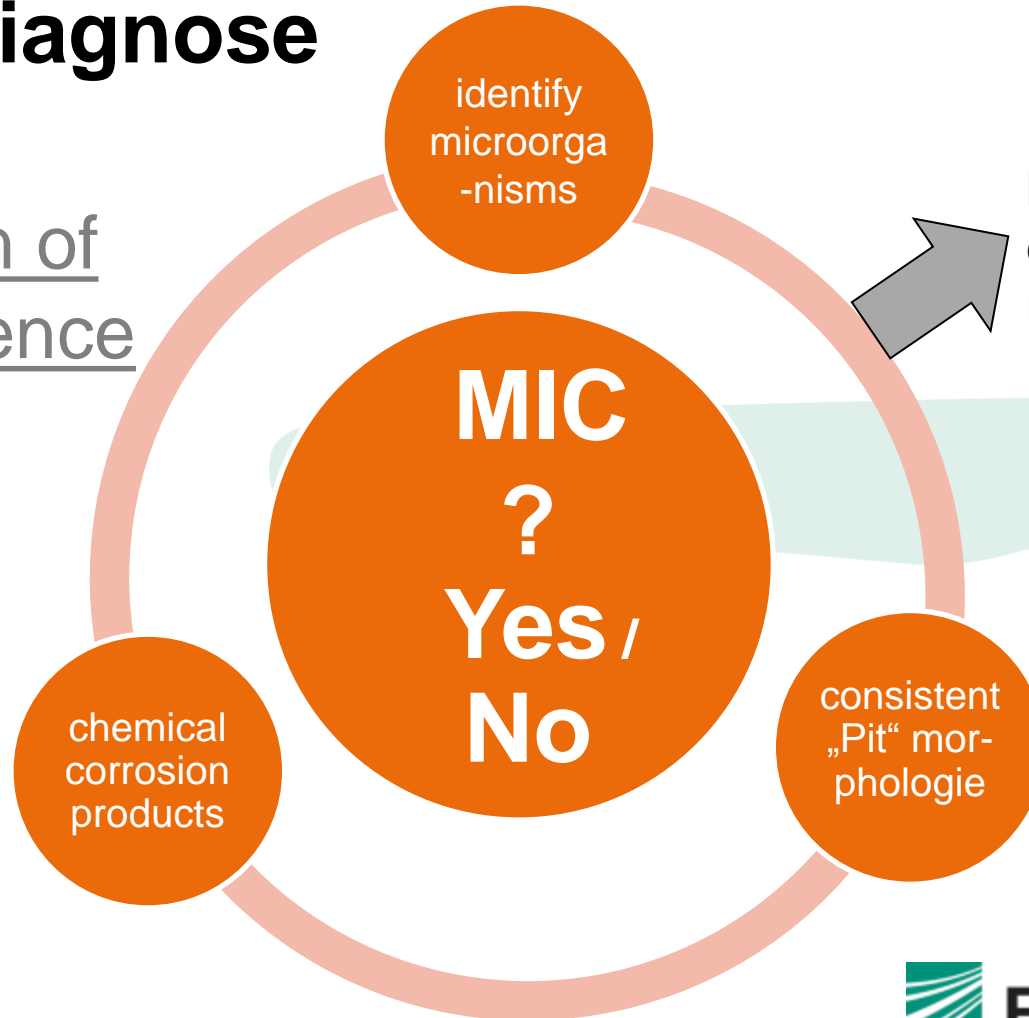 iagnose
identify
microorga
-nisms
n of
ence
MIC
?
Yes /
No
chemical
corrosion
products
consistent
„Pit“ mor-
phologie